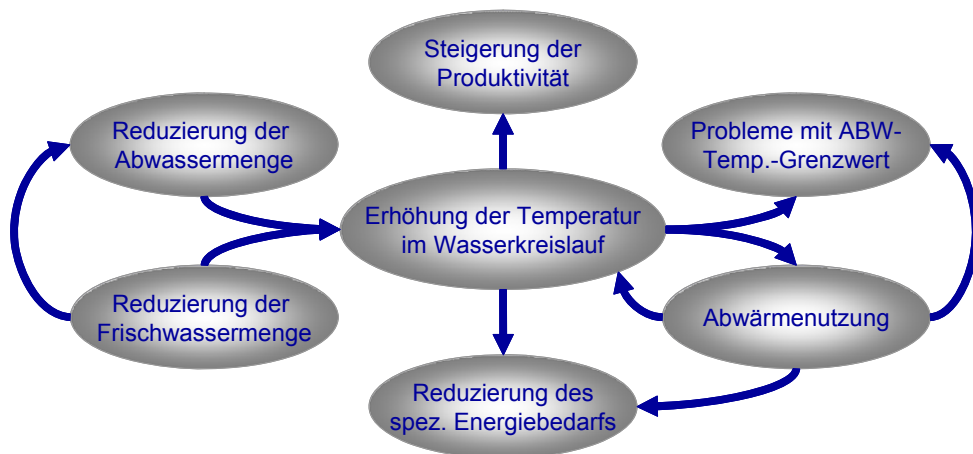 Steigerung der
Produktivität
Reduzierung der
Abwassermenge
Probleme mit ABW-
Temp.-Grenzwert
Erhöhung der Temperatur
im Wasserkreislauf
Reduzierung der
Frischwassermenge
Abwärmenutzung
Reduzierung des
spez. Energiebedarfs